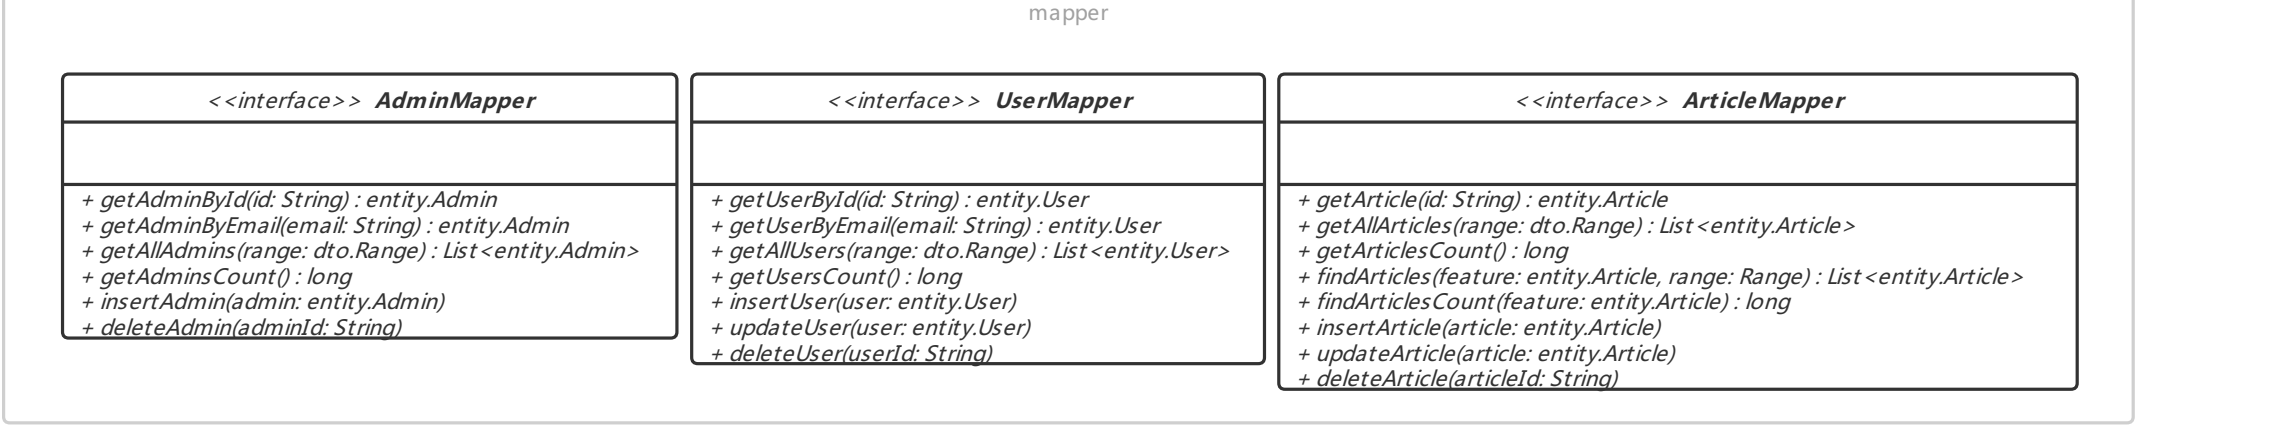 mapper
<<interface>> AdminMapper
+ getAdminById(id: String) : entity.Admin
+ getAdminByEmail(email: String) : entity.Admin
+ getAllAdmins(range: dto.Range) : List<entity.Admin>
+ getAdminsCount() : long
+ insertAdmin(admin: entity.Admin)
+ deleteAdmin(adminId: String)
<<interface>> UserMapper
+ getUserById(id: String) : entity.User
+ getUserByEmail(email: String) : entity.User
+ getAllUsers(range: dto.Range) : List<entity.User>
+ getUsersCount() : long
+ insertUser(user: entity.User)
+ updateUser(user: entity.User)
+ deleteUser(userId: String)
<<interface>> ArticleMapper
+ getArticle(id: String) : entity.Article
+ getAllArticles(range: dto.Range) : List<entity.Article>
+ getArticlesCount() : long
+ findArticles(feature: entity.Article, range: Range) : List<entity.Article>
+ findArticlesCount(feature: entity.Article) : long
+ insertArticle(article: entity.Article)
+ updateArticle(article: entity.Article)
+ deleteArticle(articleId: String)